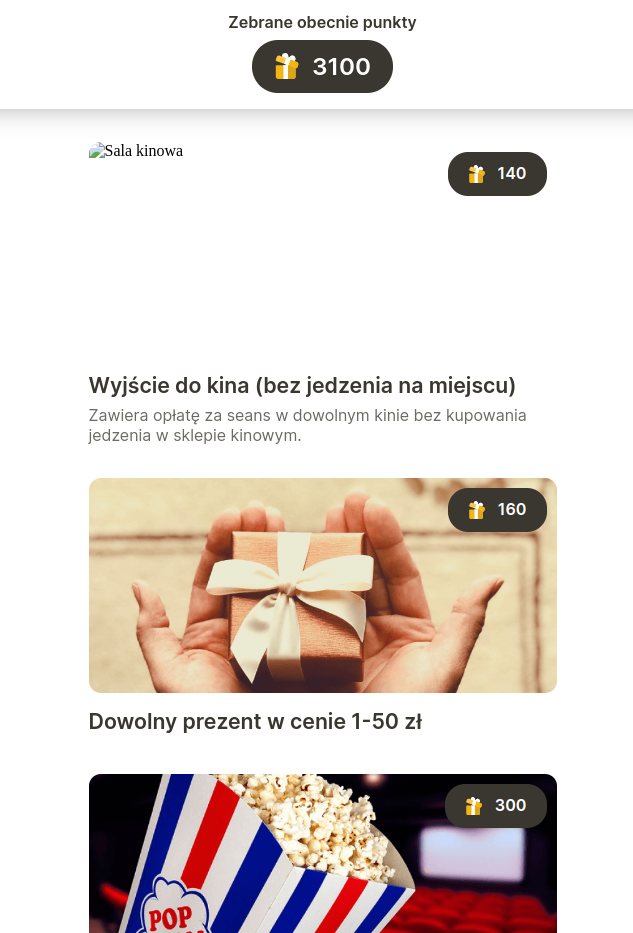 Zebrane obecnie punkty
3100
Sala kinowa
140
Wyjście do kina (bez jedzenia na miejscu)
Zawiera opłatę za seans w dowolnym kinie bez kupowania
jedzenia w sklepie kinowym.
160
Dowolny prezent w cenie 1-50 zł
300
POP